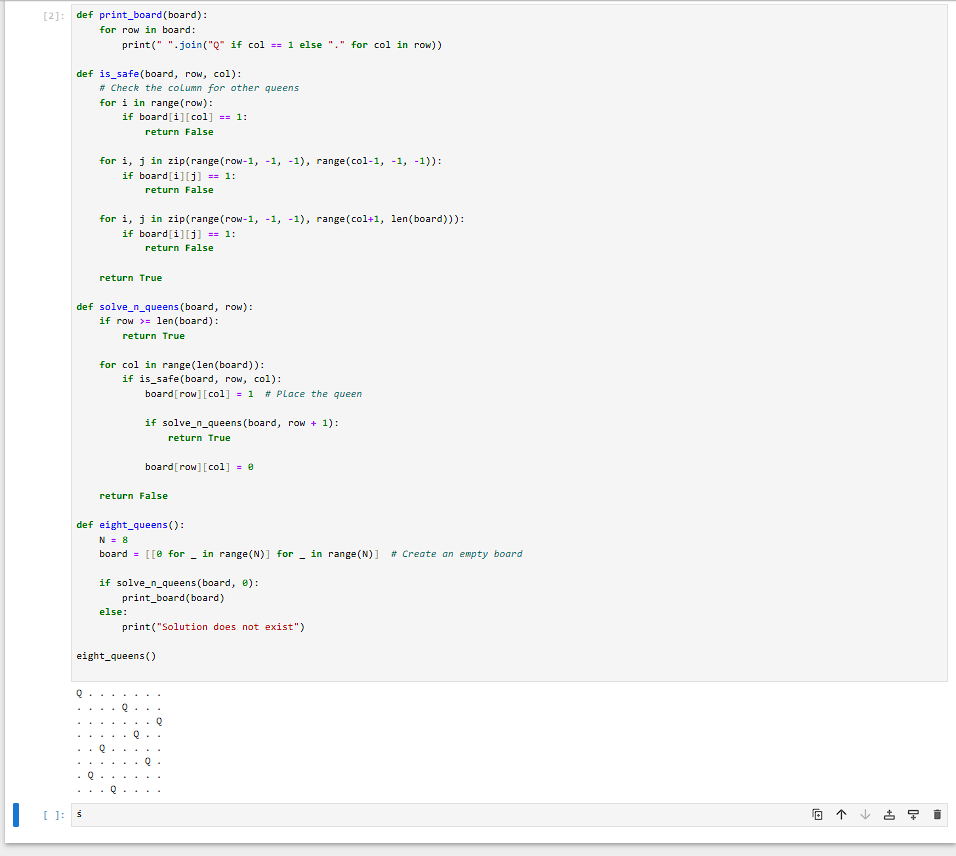 [2]: def print_board(board):
    for row in board:
        print(" ".join("Q" if col == 1 else "." for col in row))

def is_safe(board, row, col):
    # Check the column for other queens
    for i in range(row):
        if board[i][col] == 1:
            return False

    for i, j in zip(range(row-1, -1, -1), range(col-1, -1, -1)):
        if board[i][j] == 1:
            return False

    for i, j in zip(range(row-1, -1, -1), range(col+1, len(board))):
        if board[i][j] == 1:
            return False

    return True

def solve_n_queens(board, row):
    if row >= len(board):
        return True

    for col in range(len(board)):
        if is_safe(board, row, col):
            board[row][col] = 1  # Place the queen

            if solve_n_queens(board, row + 1):
                return True

            board[row][col] = 0

    return False

def eight_queens():
    N = 8
    board = [[0 for _ in range(N)] for _ in range(N)]  # Create an empty board

    if solve_n_queens(board, 0):
        print_board(board)
    else:
        print("Solution does not exist")

eight_queens()

Q . . . . . . .
. . . . Q . . .
. . . . . . . Q
. . . . . Q . .
. . Q . . . . .
. . . . . . Q .
. Q . . . . . .
. . . Q . . . .
[ ]: ś